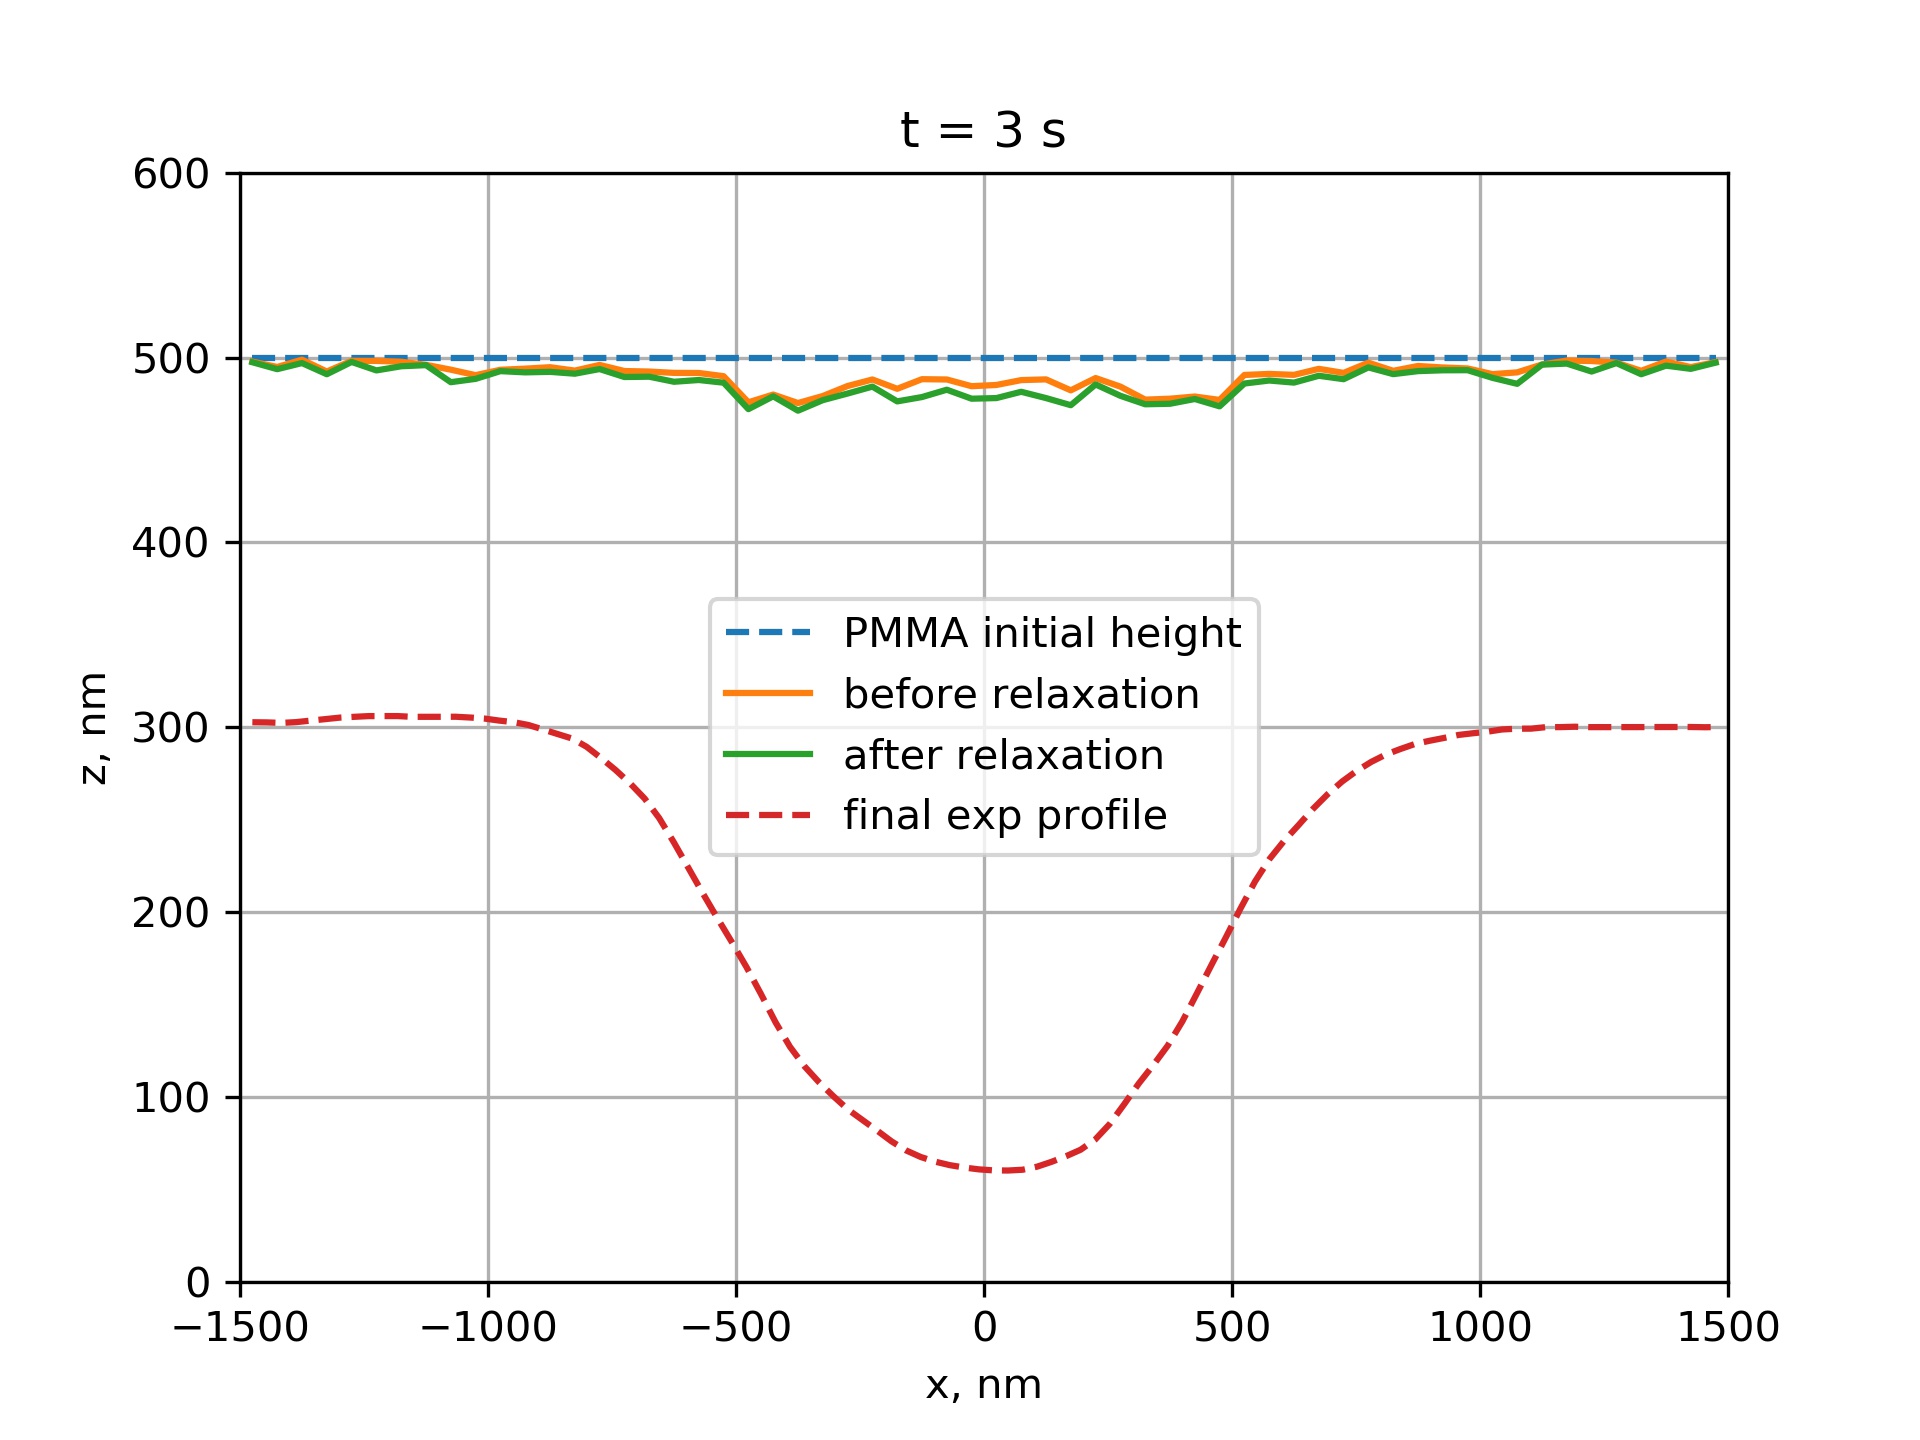 t = 3 s
600
500
400
300
200
100
0
z, nm
PMMA initial height
before relaxation
after relaxation
final exp profile
−1500 −1000 −500 0 500 1000 1500
x, nm